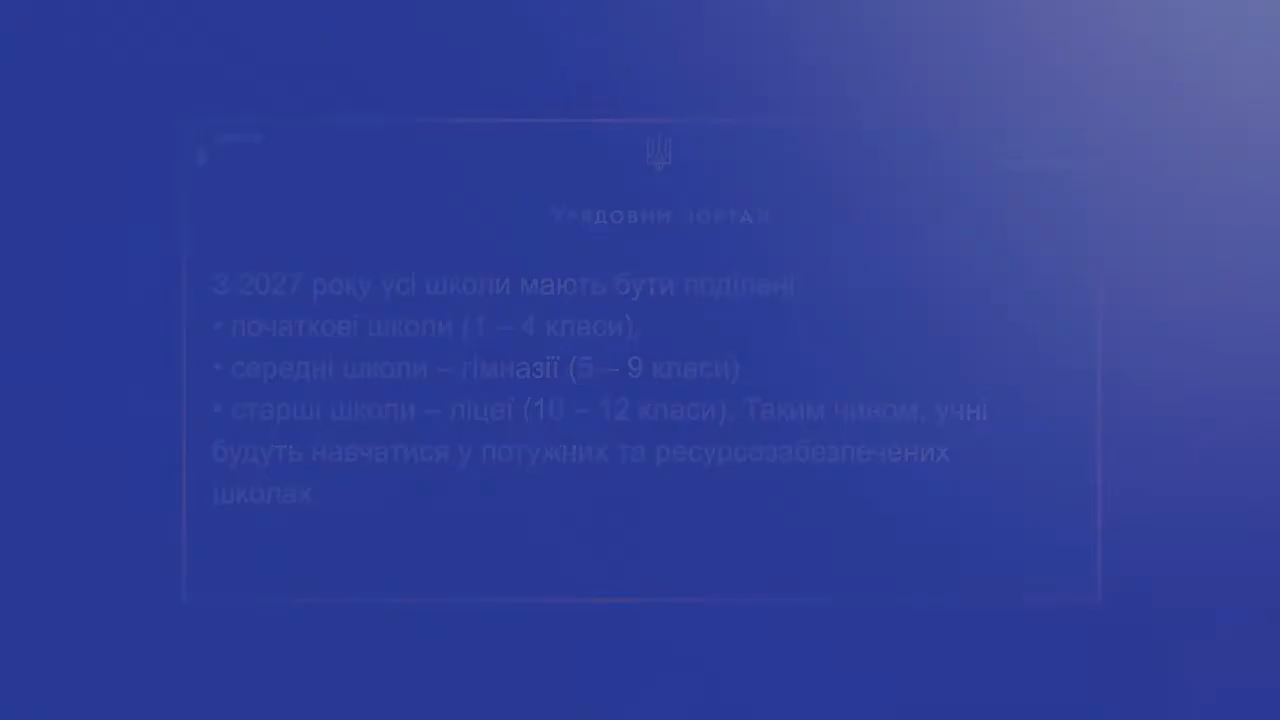 УРЯДОВИЙ ПОРТАЛ
З 2027 року усі школи мають бути поділені
• початкові школи (1 – 4 класи),
• середні школи – гімназії (5 – 9 класи)
• старші школи – ліцеї (10 – 12 класи). Таким чином, учні
будуть навчатися у потужних та ресурсозабезпечених
школах